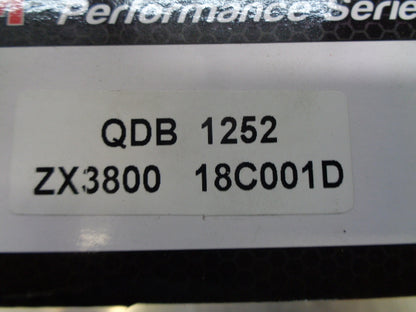 Performance Serie
QDB 1252
ZX3800 18C001D